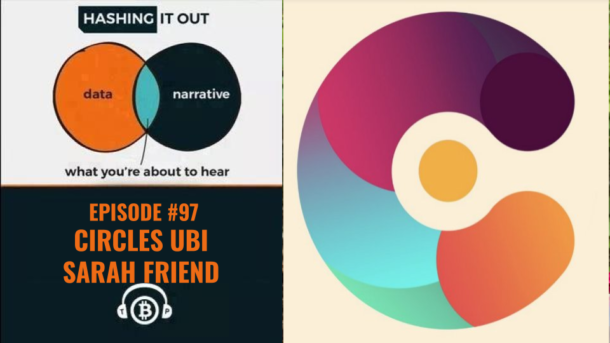 HASHING IT OUT
data
narrative
what you're about to hear
EPISODE #97
CIRCLES UBI
SARAH FRIEND
T
P